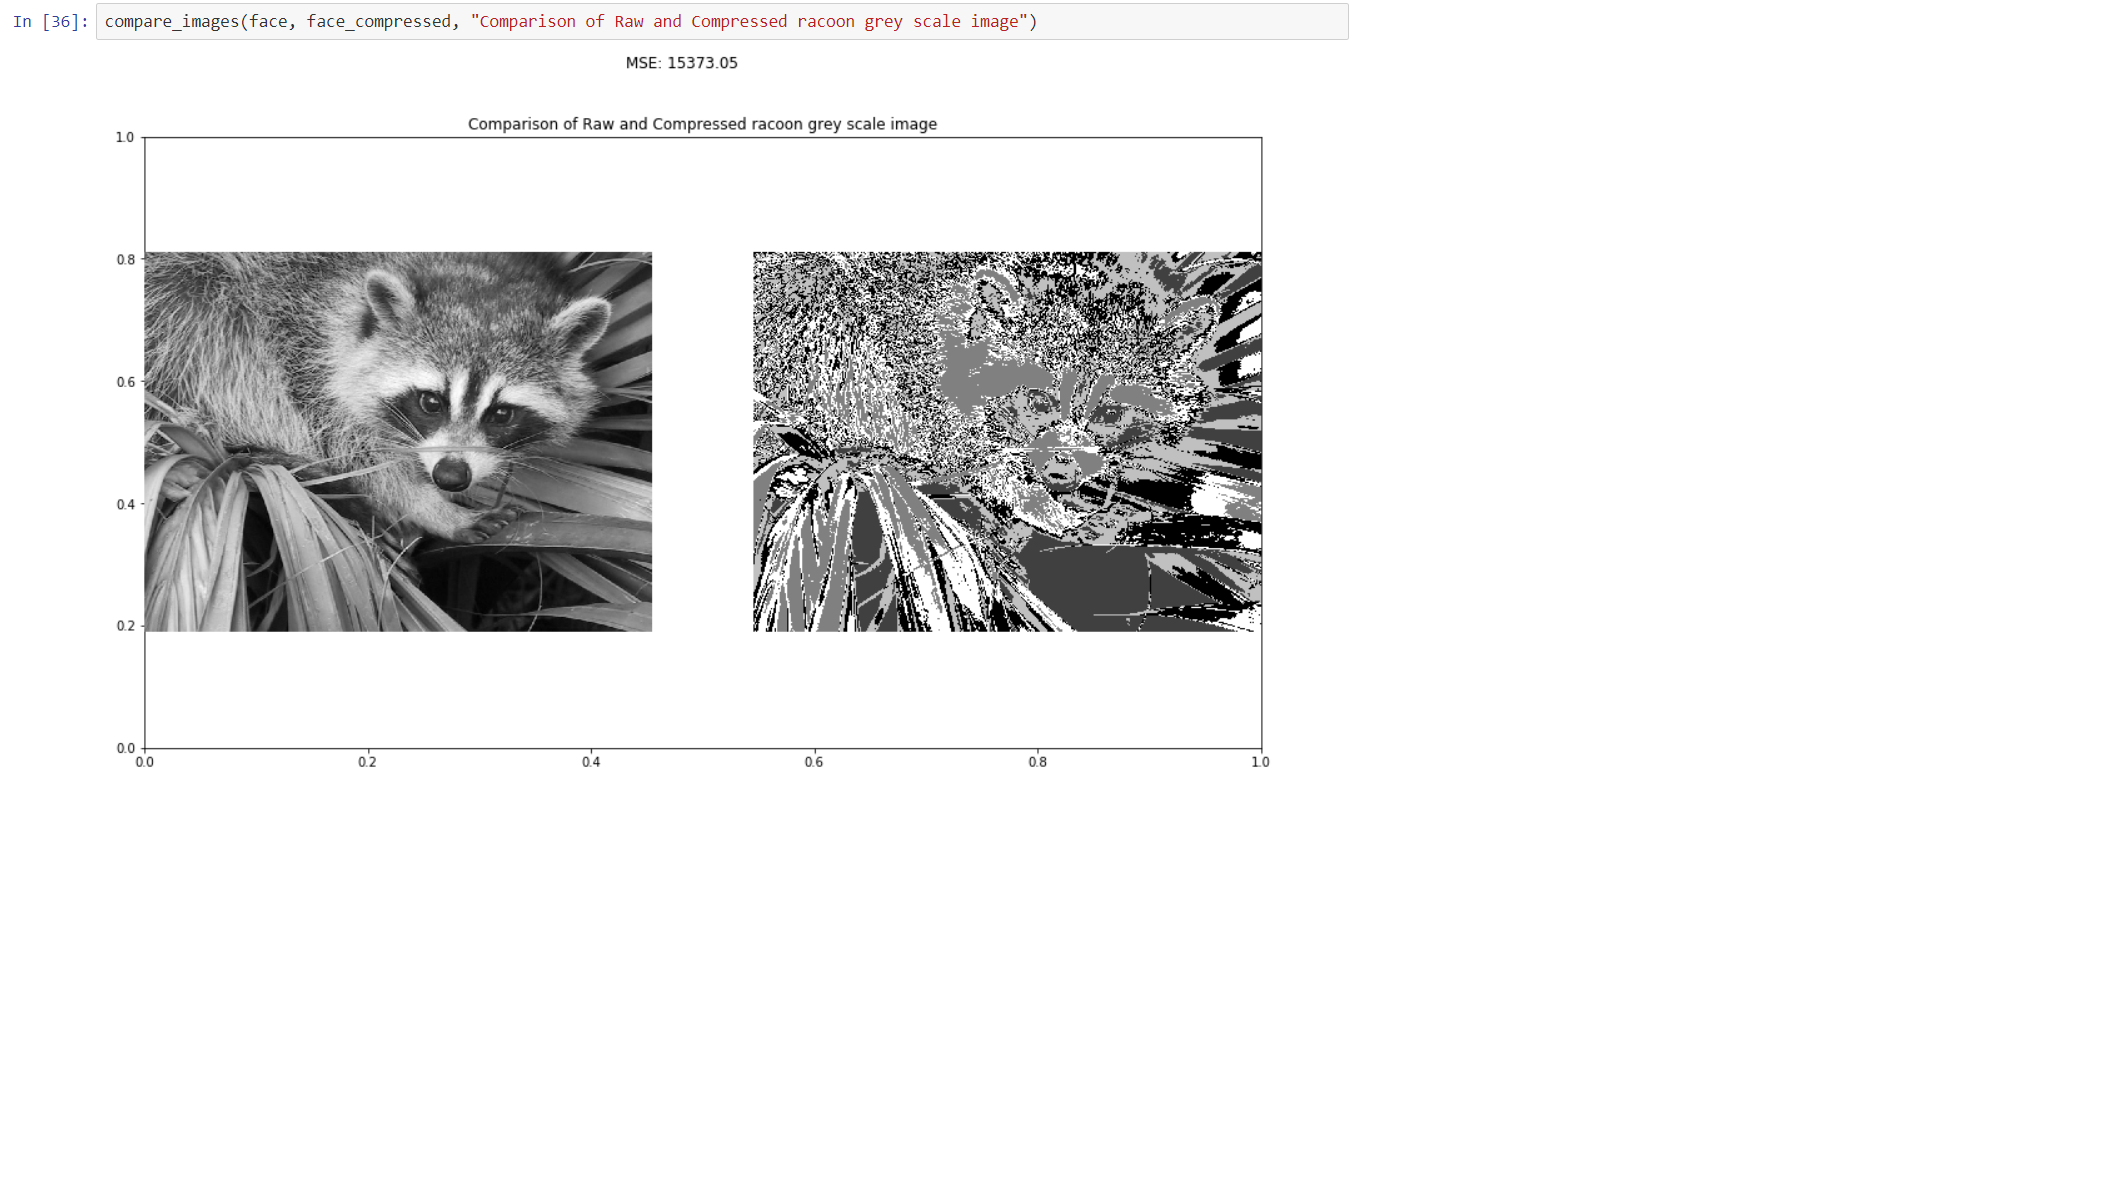 In [36]: compare_images(face, face_compressed, "Comparison of Raw and Compressed racoon grey scale image")
MSE: 15373.05
Comparison of Raw and Compressed racoon grey scale image
1.0
0.8
0.6
0.4
0.2
0.0
0.0 0.2 0.4 0.6 0.8 1.0